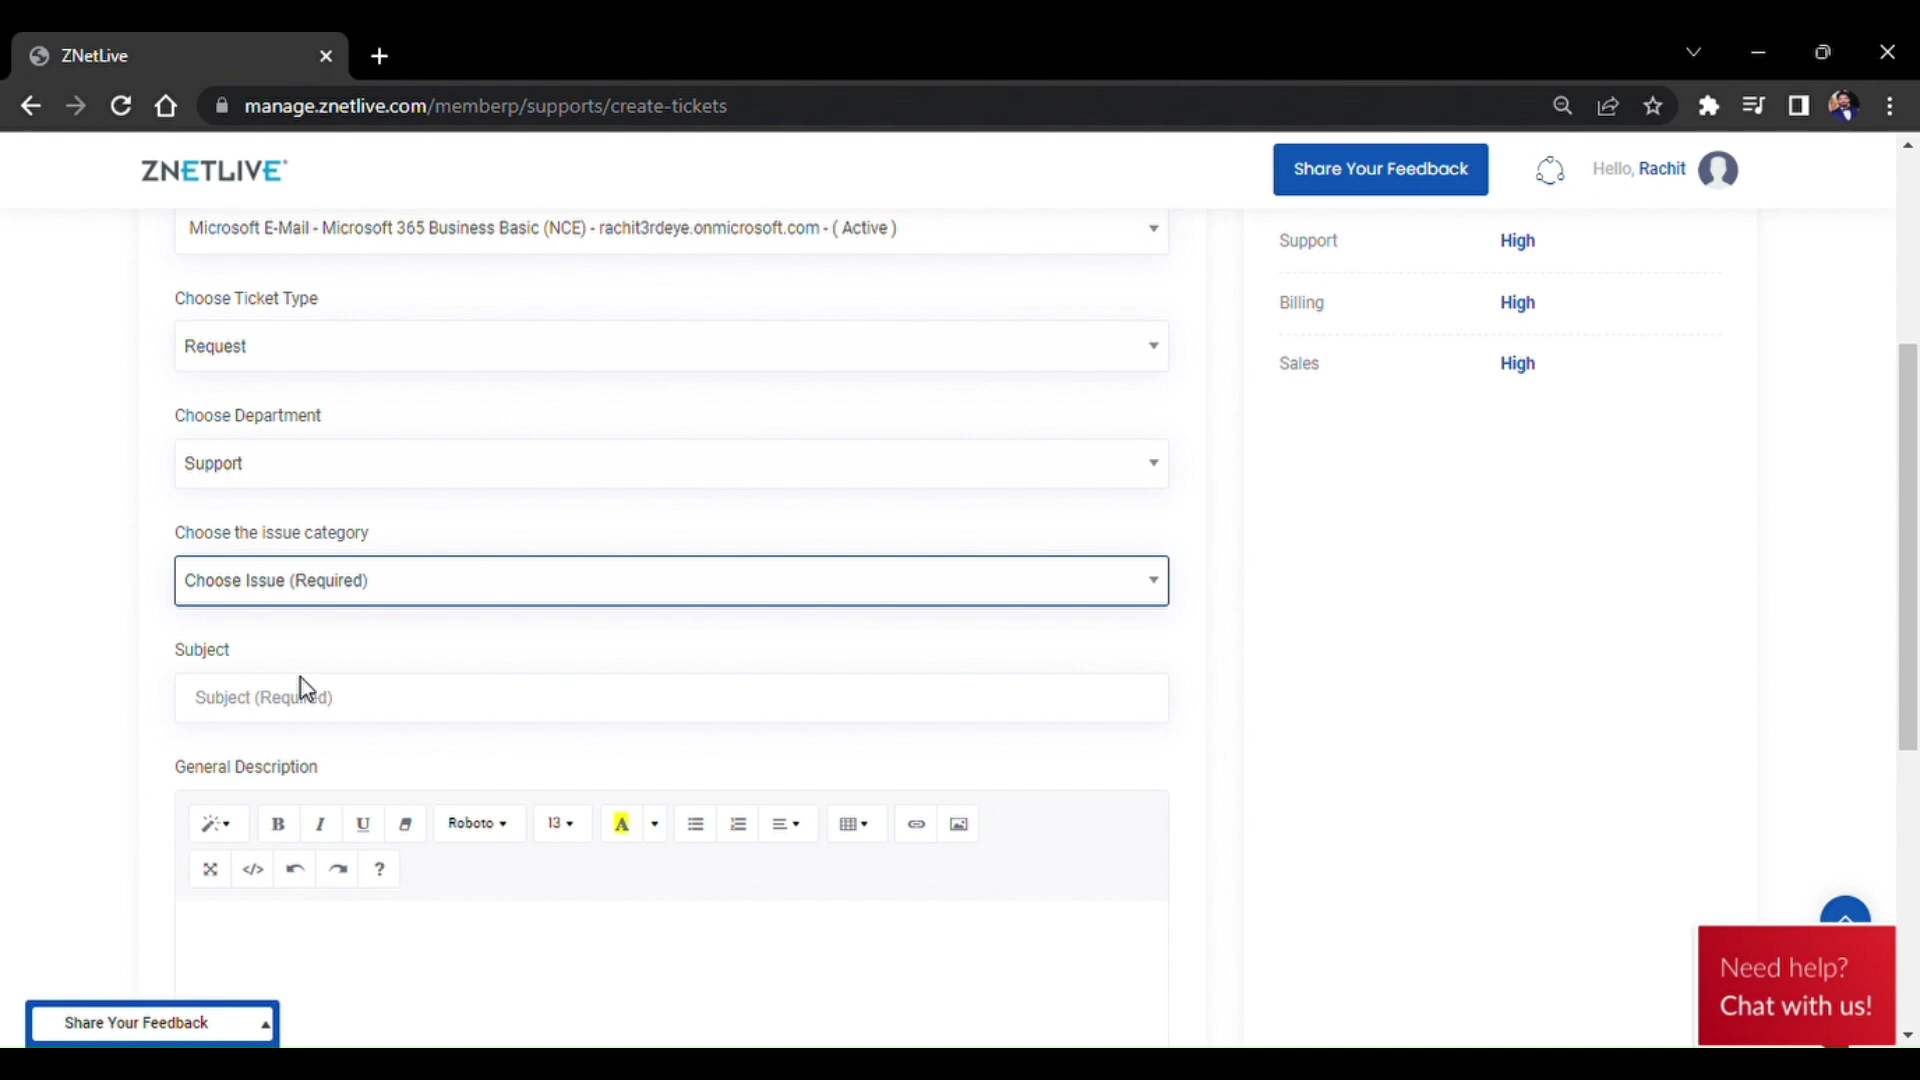 ZNetLive
manage.znetlive.com/memberp/supports/create-tickets
ZNETLIVE®
Share Your Feedback
Hello, Rachit
Microsoft E-Mail - Microsoft 365 Business Basic (NCE) - rachit3rdeye.onmicrosoft.com - ( Active )
Choose Ticket Type
Request
Choose Department
Support
Choose the issue category
Choose Issue (Required)
Subject
Subject (Required)
General Description
B I U Roboto 13 A
</> ?
Support High
Billing High
Sales High
Share Your Feedback
Need help?
Chat with us!